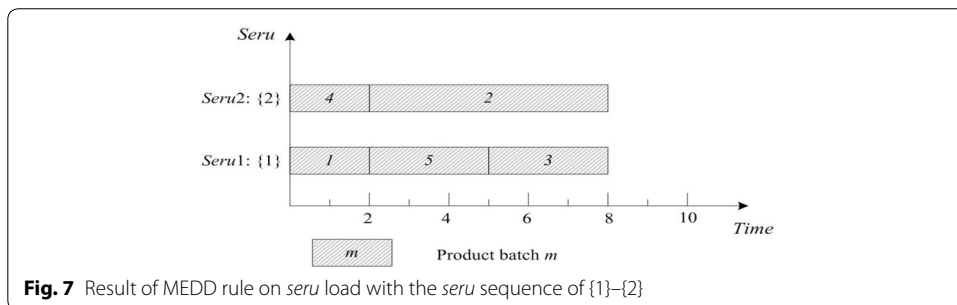 Seru
Seru2: {2}
4
2
Seru1: {1}
1
5
3
2
4
6
8
10
Time
m
Product batch m
Fig. 7 Result of MEDD rule on seru load with the seru sequence of {1}–{2}